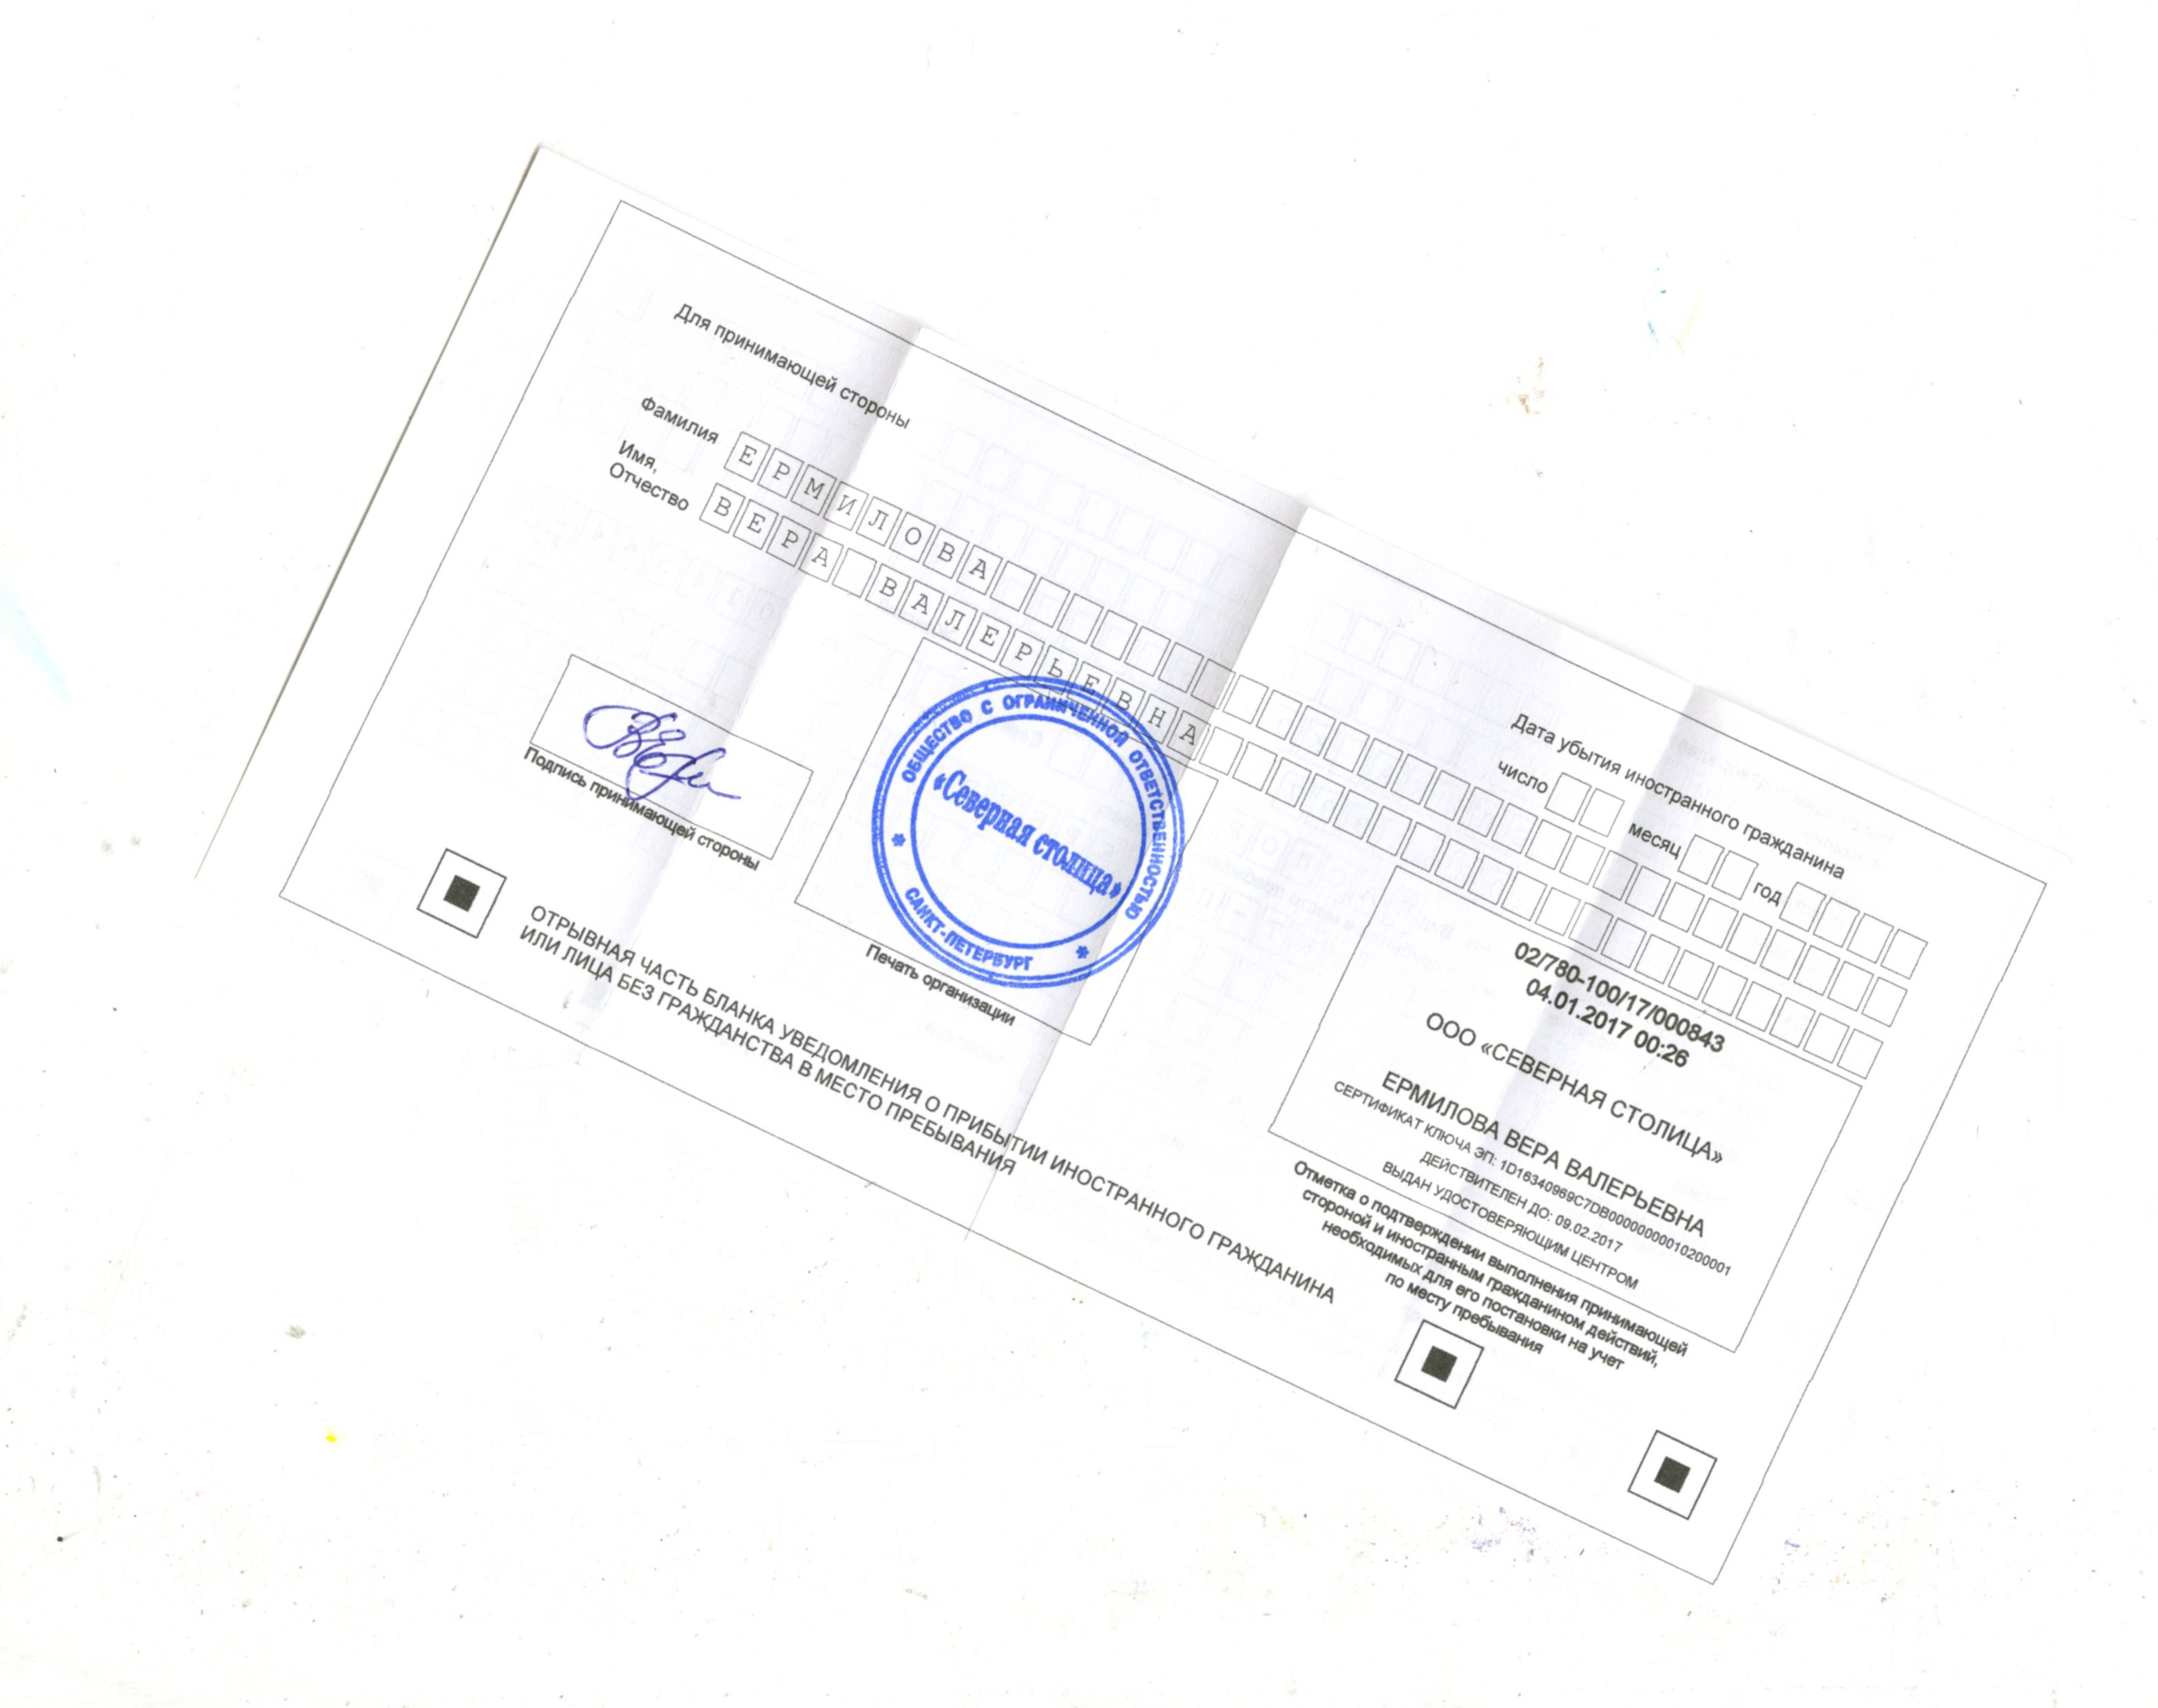 Для принимающей стороны
Дата убытия иностранного гражданина
число месяц год
Фамилия ЕРМИЛОВА
Имя,
Отчество ВЕРА ВАЛЕРЬЕВНА
Подпись принимающей стороны
ОБЩЕСТВО С ОГРАНИЧЕННОЙ ОТВЕТСТВЕННОСТЬЮ
«Северная столица»
* САНКТ-ПЕТЕРБУРГ *
Печать организации
02/780-100/17/000843
04.01.2017 00:26
ООО «СЕВЕРНАЯ СТОЛИЦА»
ЕРМИЛОВА ВЕРА ВАЛЕРЬЕВНА
СЕРТИФИКАТ КЛЮЧА ЭП: 1D16340969C7DB0000000010200001
ДЕЙСТВИТЕЛЕН ДО: 09.02.2017
ВЫДАН УДОСТОВЕРЯЮЩИМ ЦЕНТРОМ
Отметка о подтверждении выполнения принимающей
стороной и иностранным гражданином действий,
необходимых для его постановки на учет
по месту пребывания
ОТРЫВНАЯ ЧАСТЬ БЛАНКА УВЕДОМЛЕНИЯ О ПРИБЫТИИ ИНОСТРАННОГО ГРАЖДАНИНА
ИЛИ ЛИЦА БЕЗ ГРАЖДАНСТВА В МЕСТО ПРЕБЫВАНИЯ